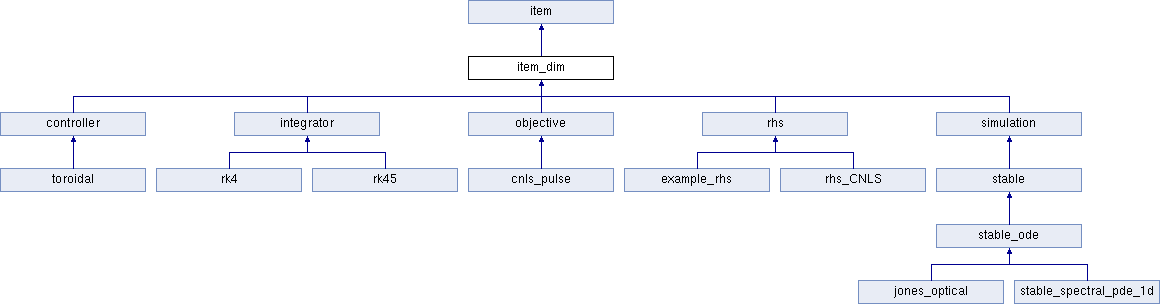 item
item_dim
controller
integrator
objective
rhs
simulation
toroidal
rk4
rk45
cnls_pulse
example_rhs
rhs_CNLS
stable
stable_ode
jones_optical
stable_spectral_pde_1d